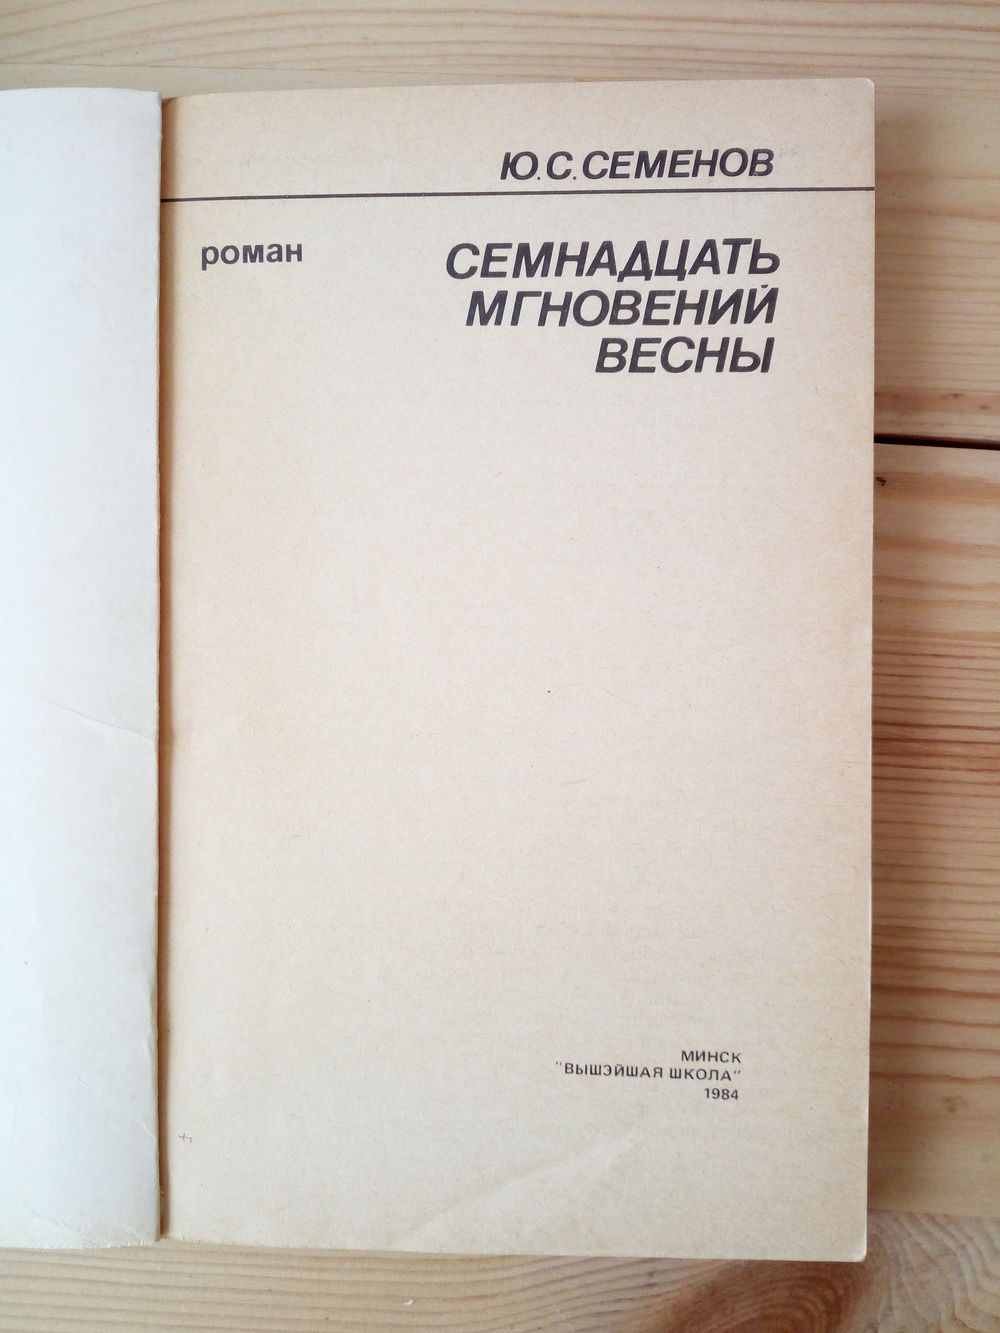 Ю.С.СЕМЕНОВ
роман
СЕМНАДЦАТЬ
МГНОВЕНИЙ
ВЕСНЫ
МИНСК
"ВЫШЭЙШАЯ ШКОЛА"
1984